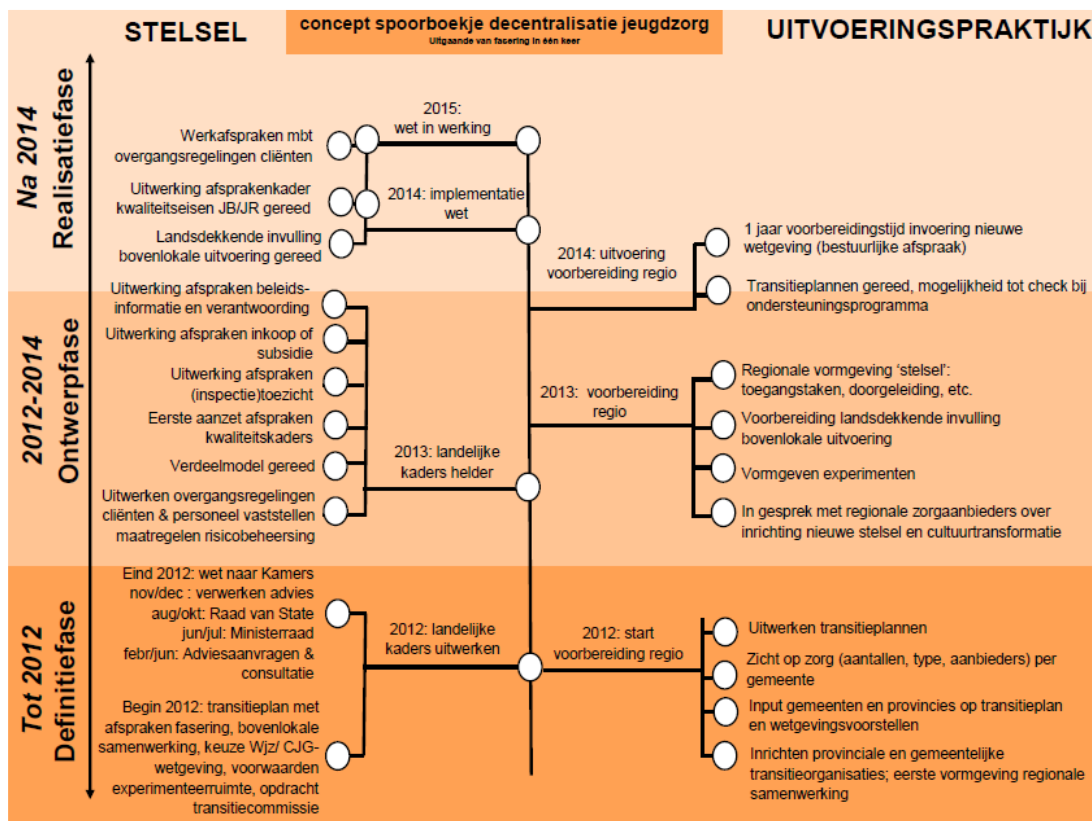 STELSEL
concept spoorboekje decentralisatie jeugdzorg
Uitgaande van fasering in één keer
UITVOERINGSPRAKTIJK
Na 2014
Realisatiefase
2015:
wet in werking
Werkafspraken mbt
overgangsregelingen cliënten
Uitwerking afsprakenkader
kwaliteitseisen JB/JR gereed
2014: implementatie
wet
Landsdekkende invulling
bovenlokale uitvoering gereed
2014: uitvoering
voorbereiding regio
1 jaar voorbereidingstijd invoering nieuwe
wetgeving (bestuurlijke afspraak)
Transitieplannen gereed, mogelijkheid tot check bij
ondersteuningsprogramma
2012-2014
Ontwerpfase
Uitwerking afspraken beleids-
informatie en verantwoording
Uitwerking afspraken inkoop of
subsidie
Uitwerking afspraken
(inspectie)toezicht
Eerste aanzet afspraken
kwaliteitskaders
Verdeelmodel gereed
Uitwerken overgangsregelingen
cliënten & personeel vaststellen
maatregelen risicobeheersing
2013: landelijke
kaders helder
2013: voorbereiding
regio
Regionale vormgeving ‘stelsel’:
toegangstaken, doorgeleiding, etc.
Voorbereiding landsdekkende invulling
bovenlokale uitvoering
Vormgeven experimenten
In gesprek met regionale zorgaanbieders over
inrichting nieuwe stelsel en cultuurtransformatie
Tot 2012
Definitiefase
Eind 2012: wet naar Kamers
nov/dec : verwerken advies
aug/okt: Raad van State
jun/jul: Ministerraad
febr/jun: Adviesaanvragen &
consultatie
Begin 2012: transitieplan met
afspraken fasering, bovenlokale
samenwerking, keuze Wjz/ CJG-
wetgeving, voorwaarden
experimenteerruimte, opdracht
transitiecommissie
2012: landelijke
kaders uitwerken
2012: start
voorbereiding regio
Uitwerken transitieplannen
Zicht op zorg (aantallen, type, aanbieders) per
gemeente
Input gemeenten en provincies op transitieplan
en wetgevingsvoorstellen
Inrichten provinciale en gemeentelijke
transitieorganisaties; eerste vormgeving regionale
samenwerking